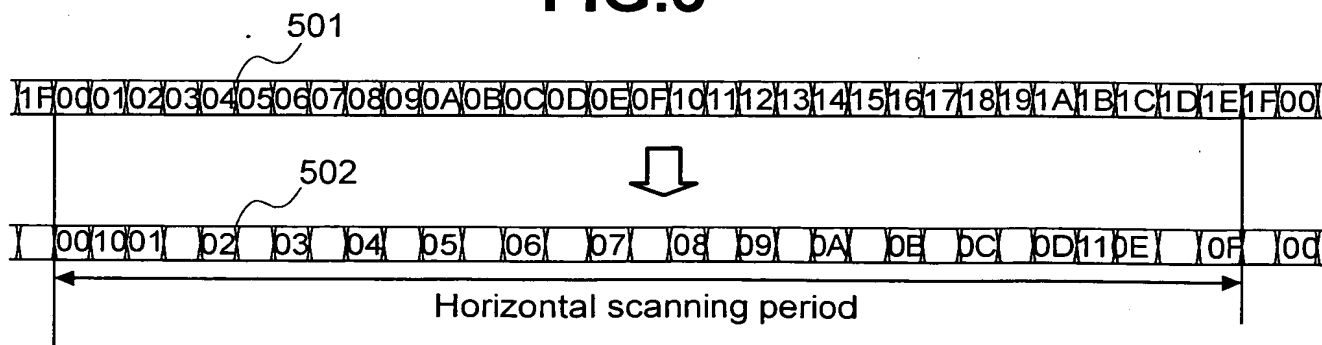 FIG.
501
1F 00 01 02 03 04 05 06 07 08 09 0A 0B 0C 0D 0E 0F 10 11 12 13 14 15 16 17 18 19 1A 1B 1C 1D 1E 1F 00
502
00 10 01 02 03 04 05 06 07 08 09 0A 0B 0C 0D 11 0E 0F 00
Horizontal scanning period